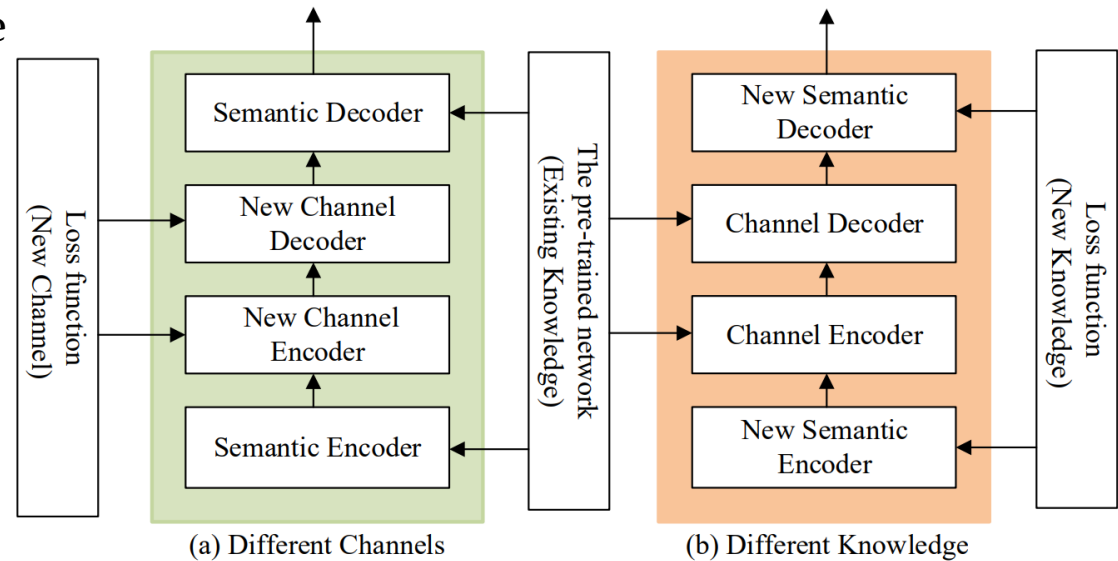 e
Loss function
(New Channel)
Semantic Decoder
New Channel
Decoder
New Channel
Encoder
Semantic Encoder
(a) Different Channels
The pre-trained network
(Existing Knowledge)
New Semantic
Decoder
Channel Decoder
Channel Encoder
New Semantic
Encoder
(b) Different Knowledge
Loss function
(New Knowledge)